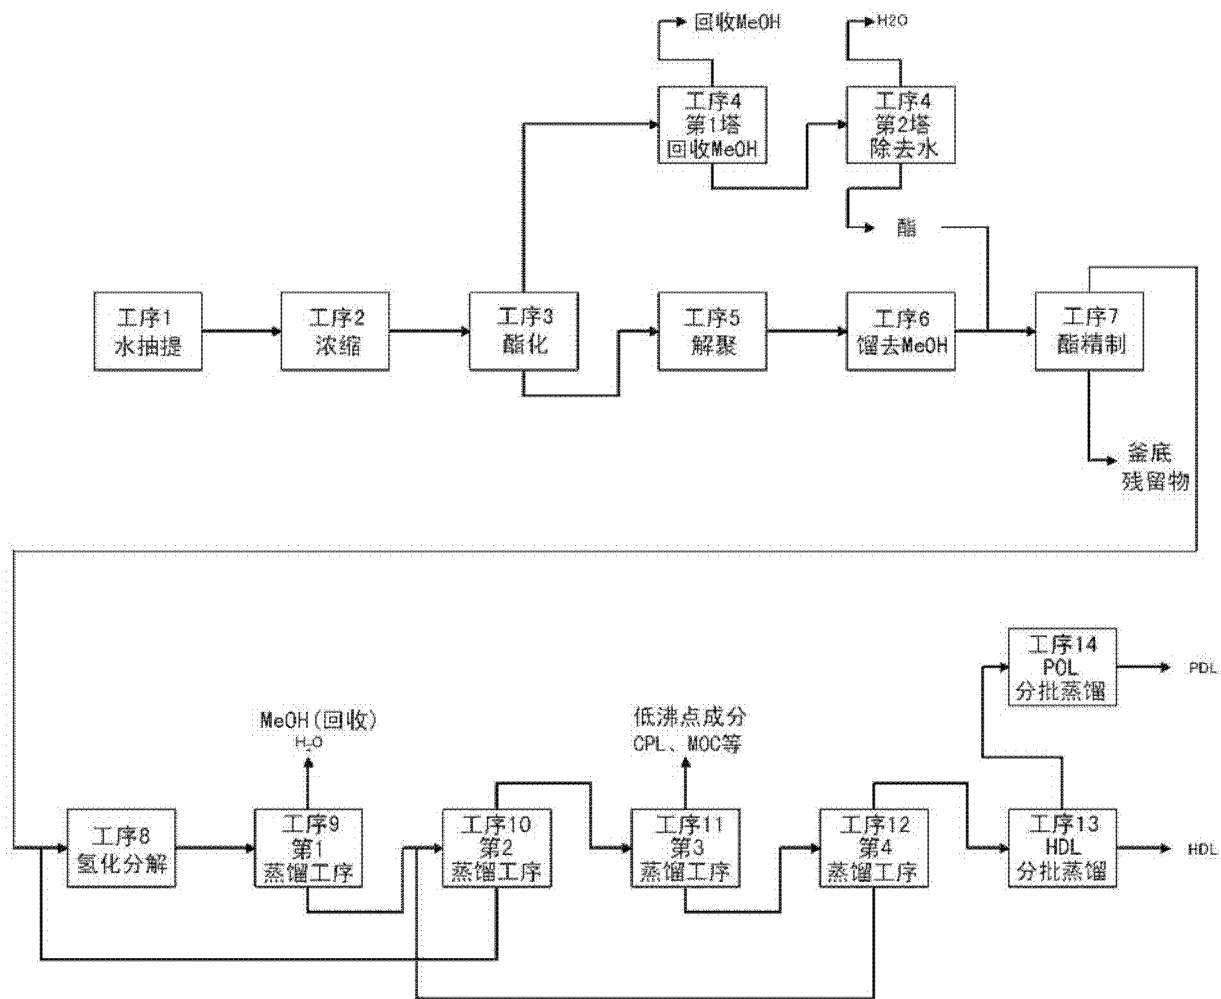 回收MeOH
H2O
工序4
第1塔
回收MeOH
工序4
第2塔
除去水
酯
工序1
水抽提
工序2
浓缩
工序3
酯化
工序5
解聚
工序6
馏去MeOH
工序7
酯精制
釜底
残留物
工序14
POL
分批蒸馏
PDL
MeOH(回收)
H₂O
低沸点成分
CPL、MOC等
工序8
氢化分解
工序9
第1
蒸馏工序
工序10
第2
蒸馏工序
工序11
第3
蒸馏工序
工序12
第4
蒸馏工序
工序13
HDL
分批蒸馏
HDL